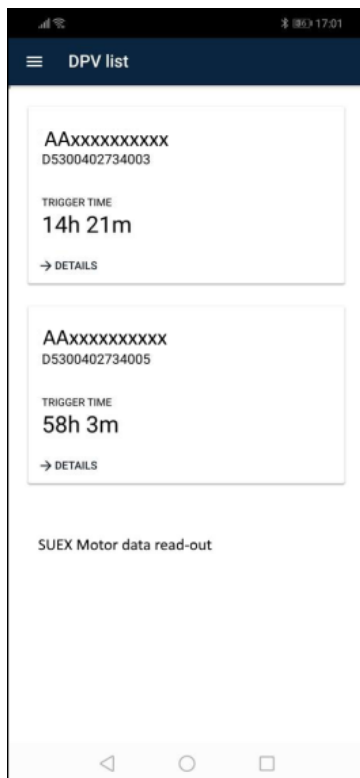 17:01
DPV list
AAxxxxxxxxxx
D5300402734003
TRIGGER TIME
14h 21m
→ DETAILS
AAxxxxxxxxxx
D5300402734005
TRIGGER TIME
58h 3m
→ DETAILS
SUEX Motor data read-out